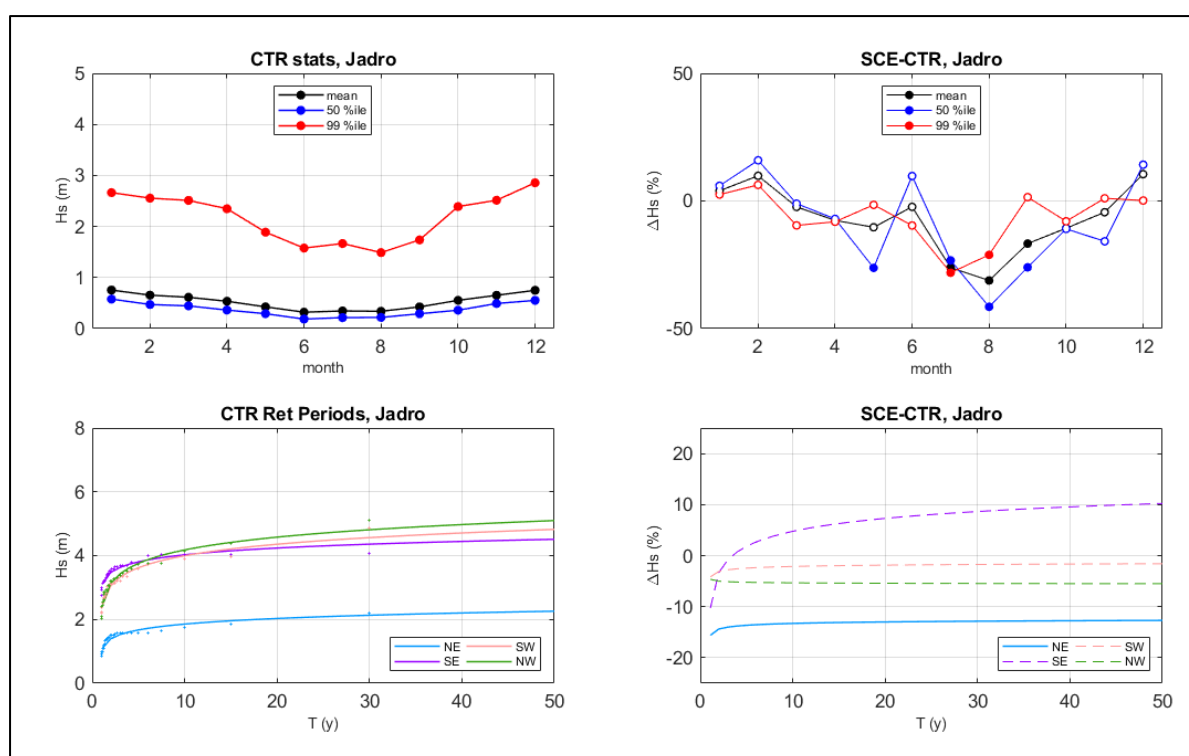 CTR stats, Jadro
5
4
3
2
1
0
Hs (m)
mean
50 %ile
99 %ile
2
4
6
8
10
12
month
SCE-CTR, Jadro
50
0
-50
ΔHs (%)
mean
50 %ile
99 %ile
2
4
6
8
10
12
month
CTR Ret Periods, Jadro
8
6
4
2
0
Hs (m)
NE SW
SE NW
0
10
20
30
40
50
T (y)
SCE-CTR, Jadro
20
10
0
-10
-20
ΔHs (%)
NE SW
SE NW
0
10
20
30
40
50
T (y)